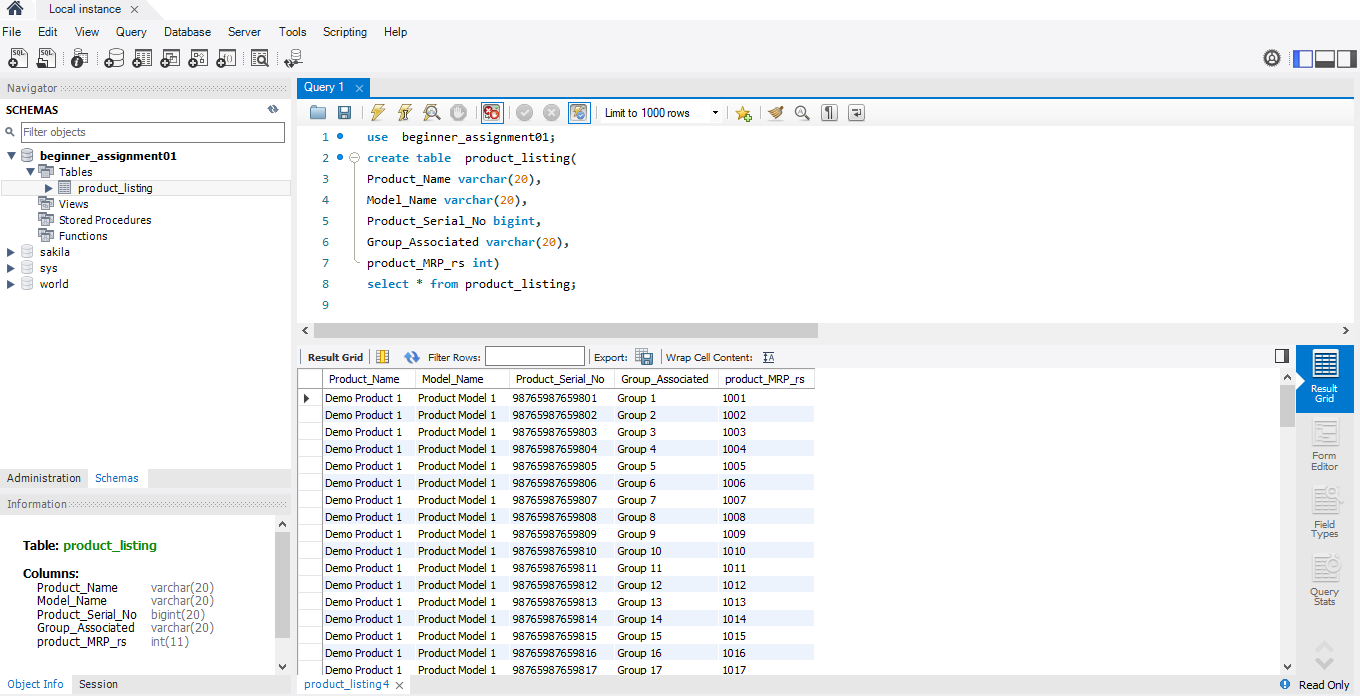 Local instance
File Edit View Query Database Server Tools Scripting Help
Navigator
SCHEMAS
Filter objects
beginner_assignment01
Tables
product_listing
Views
Stored Procedures
Functions
sakila
sys
world
Administration Schemas
Information
Table: product_listing
Columns:
Product_Name varchar(20)
Model_Name varchar(20)
Product_Serial_No bigint(20)
Group_Associated varchar(20)
product_MRP_rs int(11)
Object Info Session
Query 1
Limit to 1000 rows
1 use beginner_assignment01;
2 create table product_listing(
3 Product_Name varchar(20),
4 Model_Name varchar(20),
5 Product_Serial_No bigint,
6 Group_Associated varchar(20),
7 product_MRP_rs int)
8 select * from product_listing;
9
Result Grid Filter Rows: Export: Wrap Cell Content:
Product_Name Model_Name Product_Serial_No Group_Associated product_MRP_rs
Demo Product 1 Product Model 1 98765987659801 Group 1 1001
Demo Product 1 Product Model 1 98765987659802 Group 2 1002
Demo Product 1 Product Model 1 98765987659803 Group 3 1003
Demo Product 1 Product Model 1 98765987659804 Group 4 1004
Demo Product 1 Product Model 1 98765987659805 Group 5 1005
Demo Product 1 Product Model 1 98765987659806 Group 6 1006
Demo Product 1 Product Model 1 98765987659807 Group 7 1007
Demo Product 1 Product Model 1 98765987659808 Group 8 1008
Demo Product 1 Product Model 1 98765987659809 Group 9 1009
Demo Product 1 Product Model 1 98765987659810 Group 10 1010
Demo Product 1 Product Model 1 98765987659811 Group 11 1011
Demo Product 1 Product Model 1 98765987659812 Group 12 1012
Demo Product 1 Product Model 1 98765987659813 Group 13 1013
Demo Product 1 Product Model 1 98765987659814 Group 14 1014
Demo Product 1 Product Model 1 98765987659815 Group 15 1015
Demo Product 1 Product Model 1 98765987659816 Group 16 1016
Demo Product 1 Product Model 1 98765987659817 Group 17 1017
Result
Grid
Form
Editor
Field
Types
Query
Stats
product_listing4
Read Only